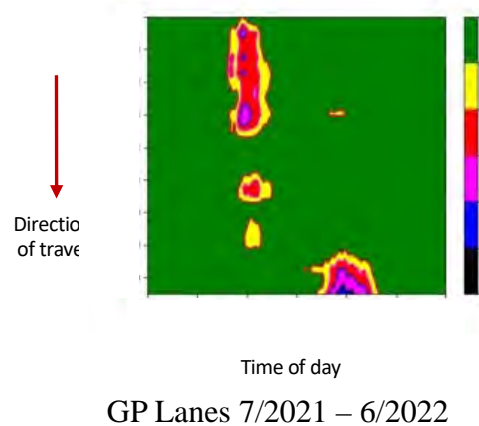 Directio
of trave
Time of day
GP Lanes 7/2021 – 6/2022